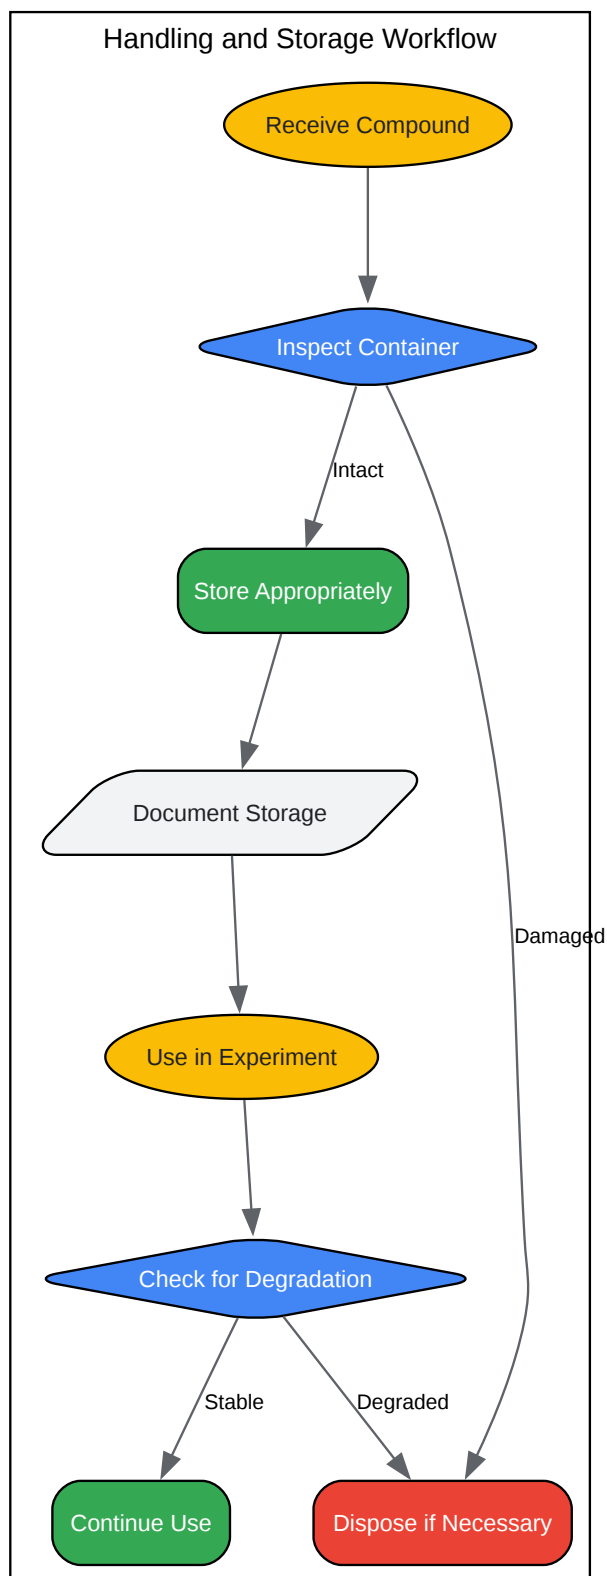 Handling and Storage Workflow
Receive Compound
Inspect Container
Intact
Store Appropriately
Document Storage
Damaged
Use in Experiment
Check for Degradation
Stable
Degraded
Continue Use
Dispose if Necessary